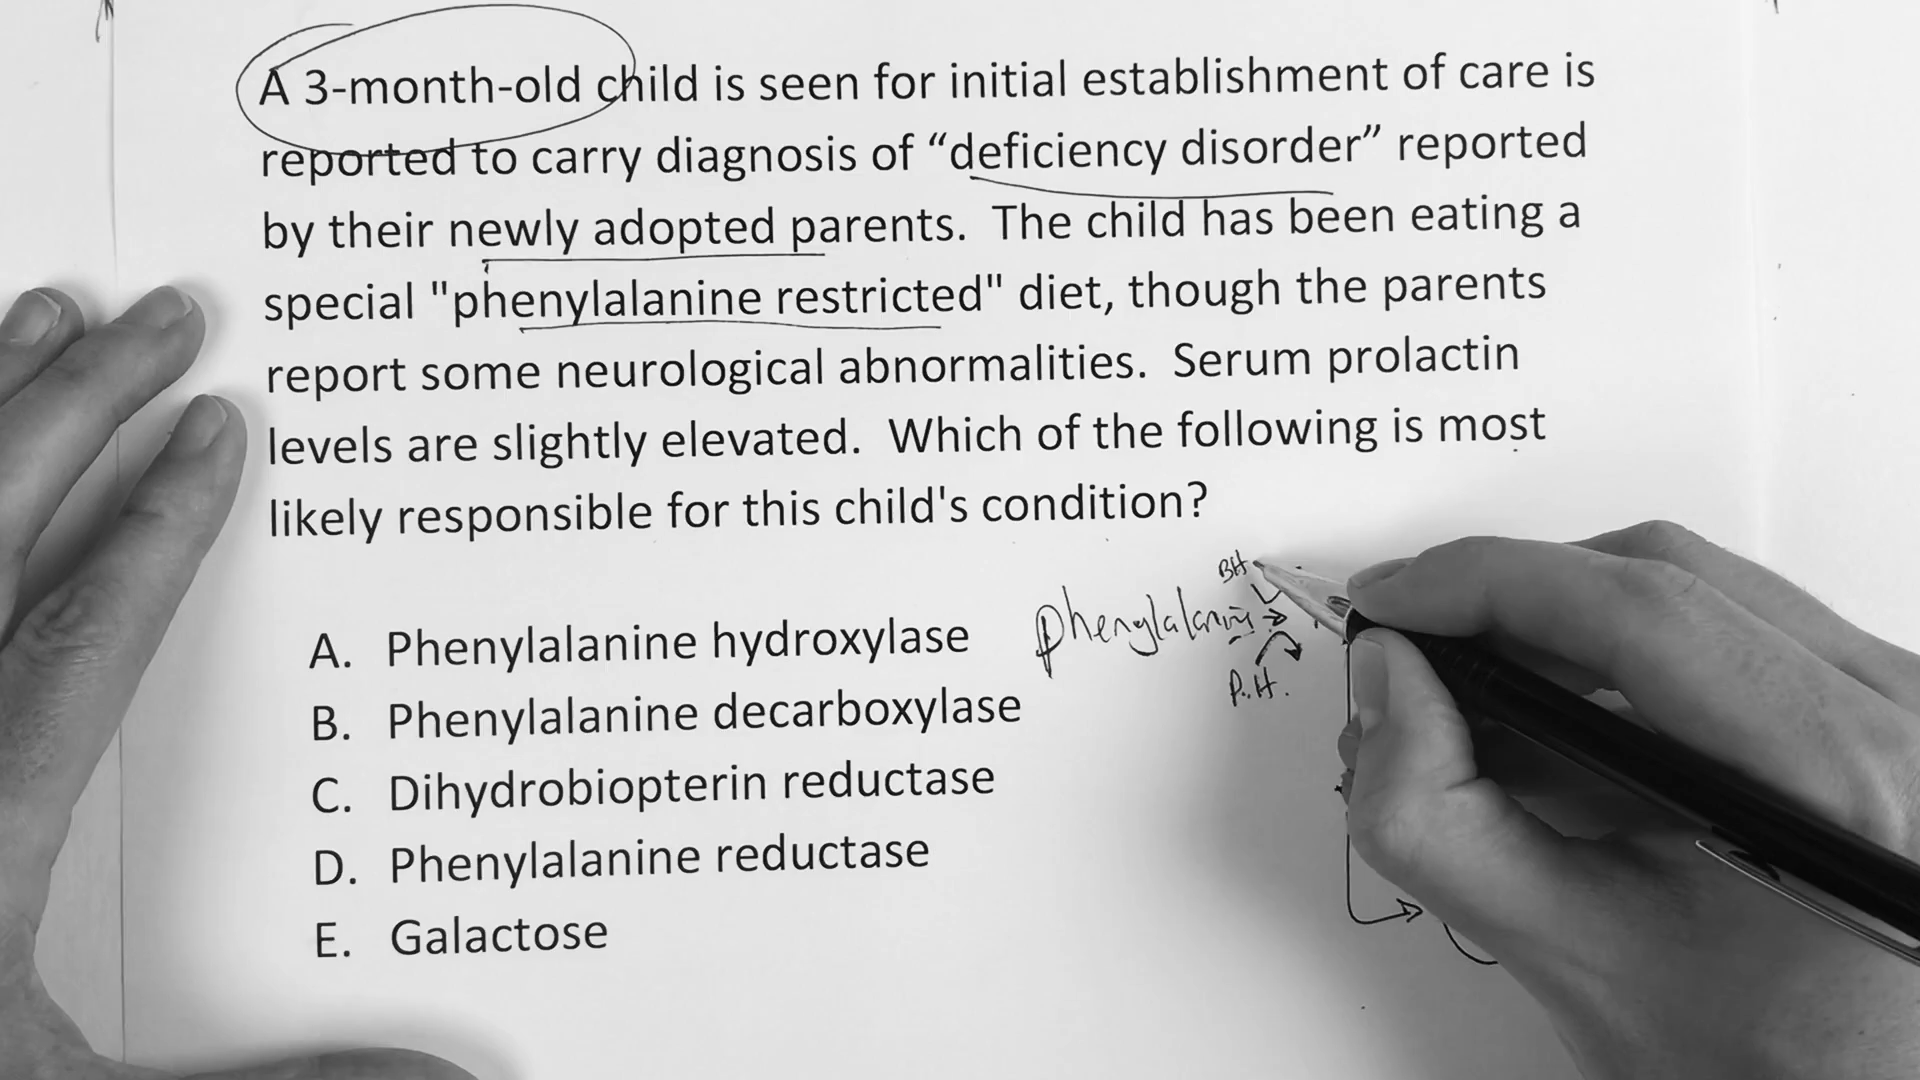 A 3-month-old child is seen for initial establishment of care is
reported to carry diagnosis of “deficiency disorder” reported
by their newly adopted parents. The child has been eating a
special "phenylalanine restricted" diet, though the parents
report some neurological abnormalities. Serum prolactin
levels are slightly elevated. Which of the following is most
likely responsible for this child's condition?
BH
phenylalanine
P.H.
A. Phenylalanine hydroxylase
B. Phenylalanine decarboxylase
C. Dihydrobiopterin reductase
D. Phenylalanine reductase
E. Galactose